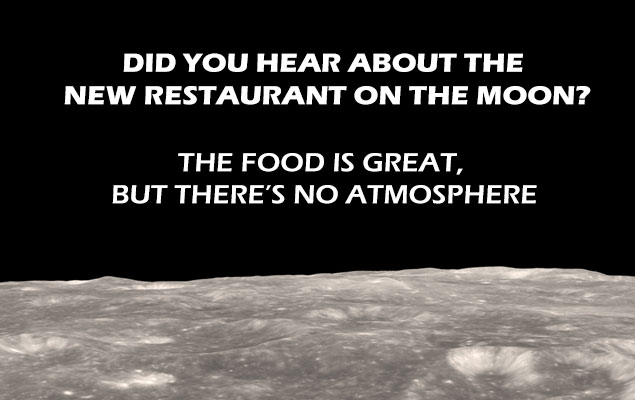 DID YOU HEAR ABOUT THE
NEW RESTAURANT ON THE MOON?
THE FOOD IS GREAT,
BUT THERE'S NO ATMOSPHERE